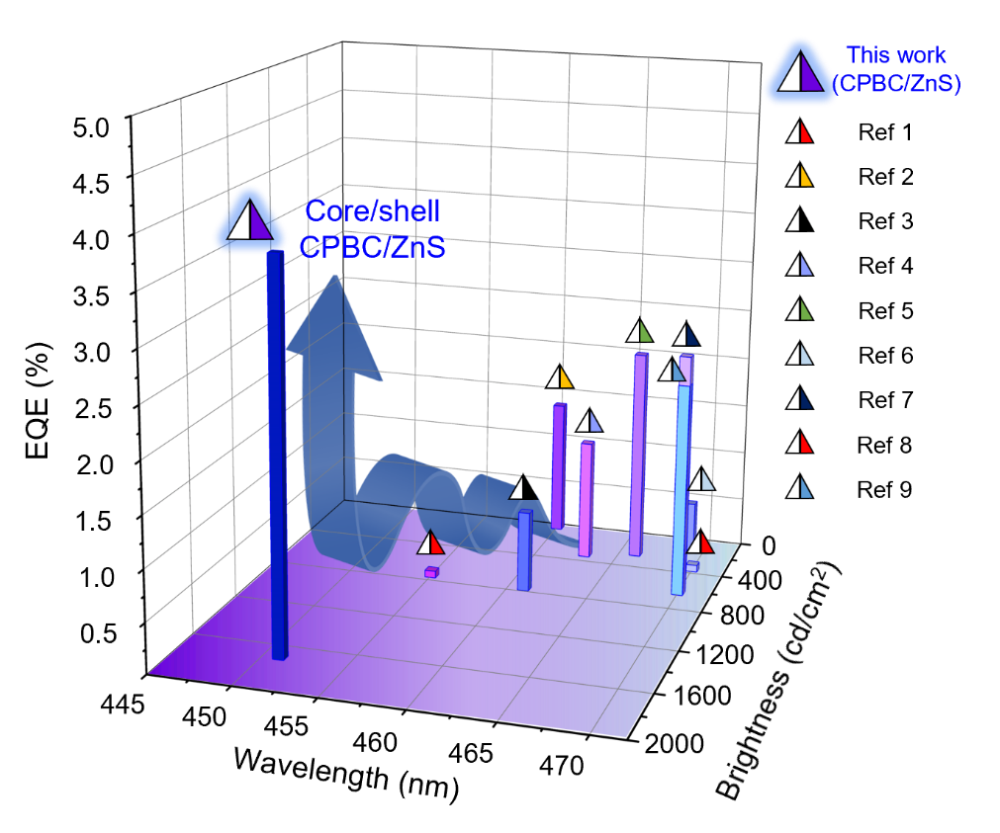 This work
(CPBC/ZnS)
Ref 1
Ref 2
Ref 3
Ref 4
Ref 5
Ref 6
Ref 7
Ref 8
Ref 9
Core/shell
CPBC/ZnS
EQE (%)
5.0
4.5
4.0
3.5
3.0
2.5
2.0
1.5
1.0
0.5
445
450
455
460
465
470
Wavelength (nm)
0
400
800
1200
1600
2000
Brightness (cd/cm²)